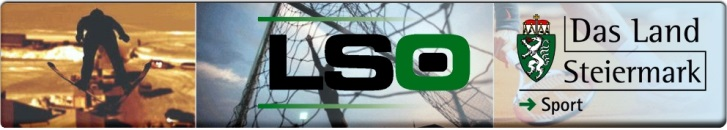 LSO
Das Land
Steiermark
→ Sport